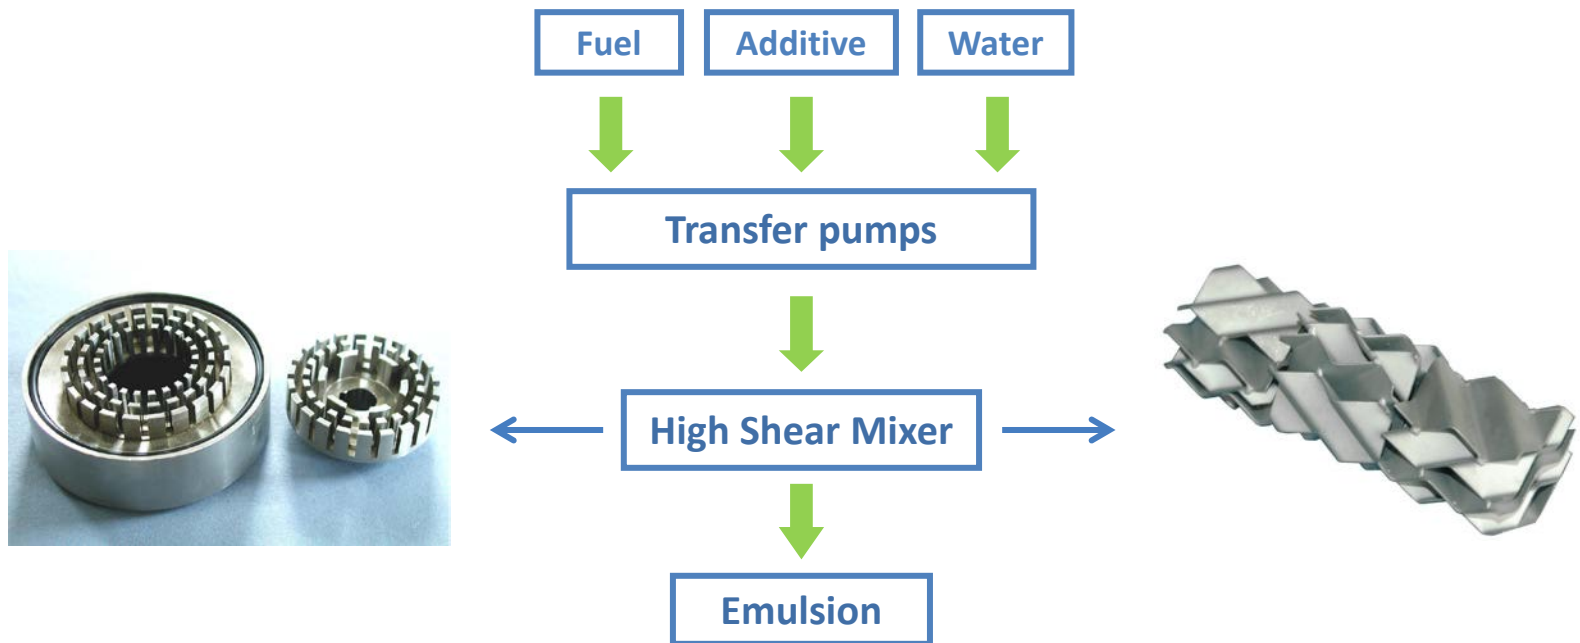 Fuel
Additive
Water
Transfer pumps
High Shear Mixer
Emulsion